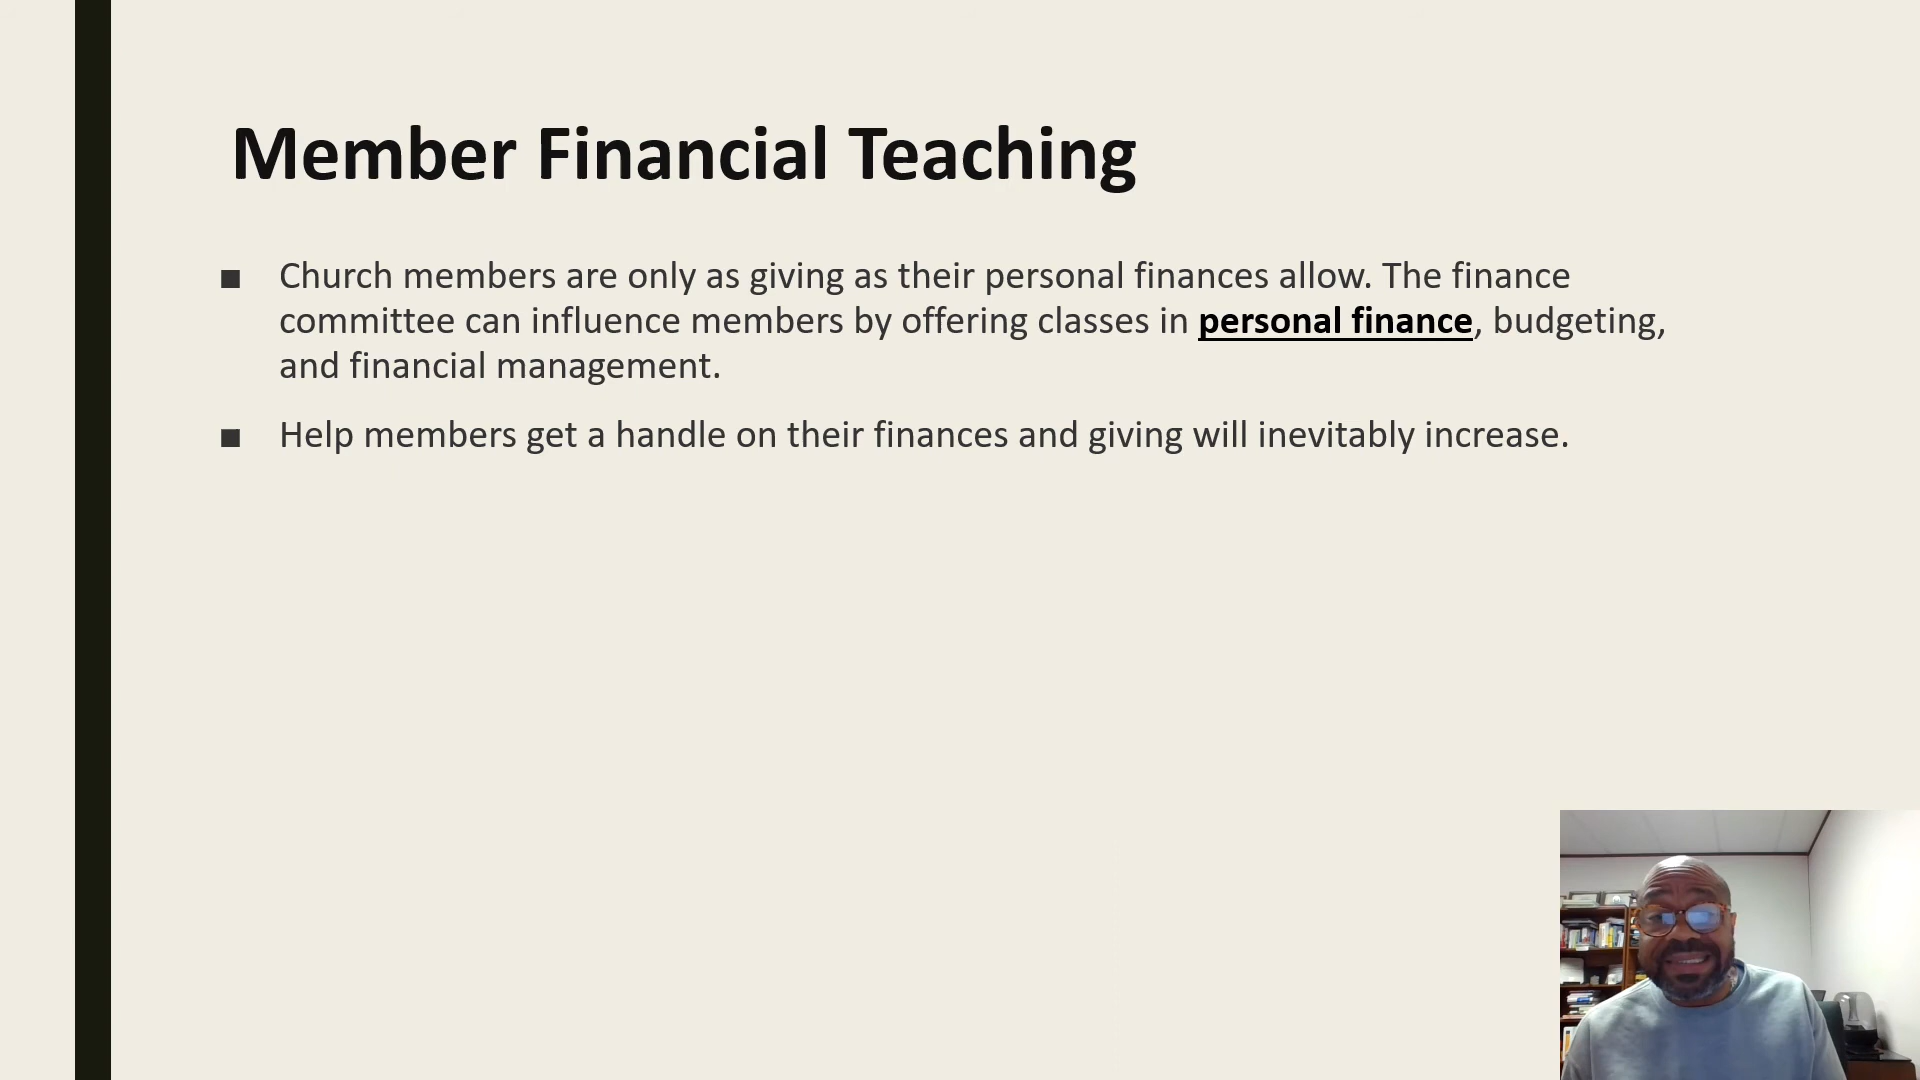 Member Financial Teaching
■ Church members are only as giving as their personal finances allow. The finance
committee can influence members by offering classes in personal finance, budgeting,
and financial management.
■ Help members get a handle on their finances and giving will inevitably increase.